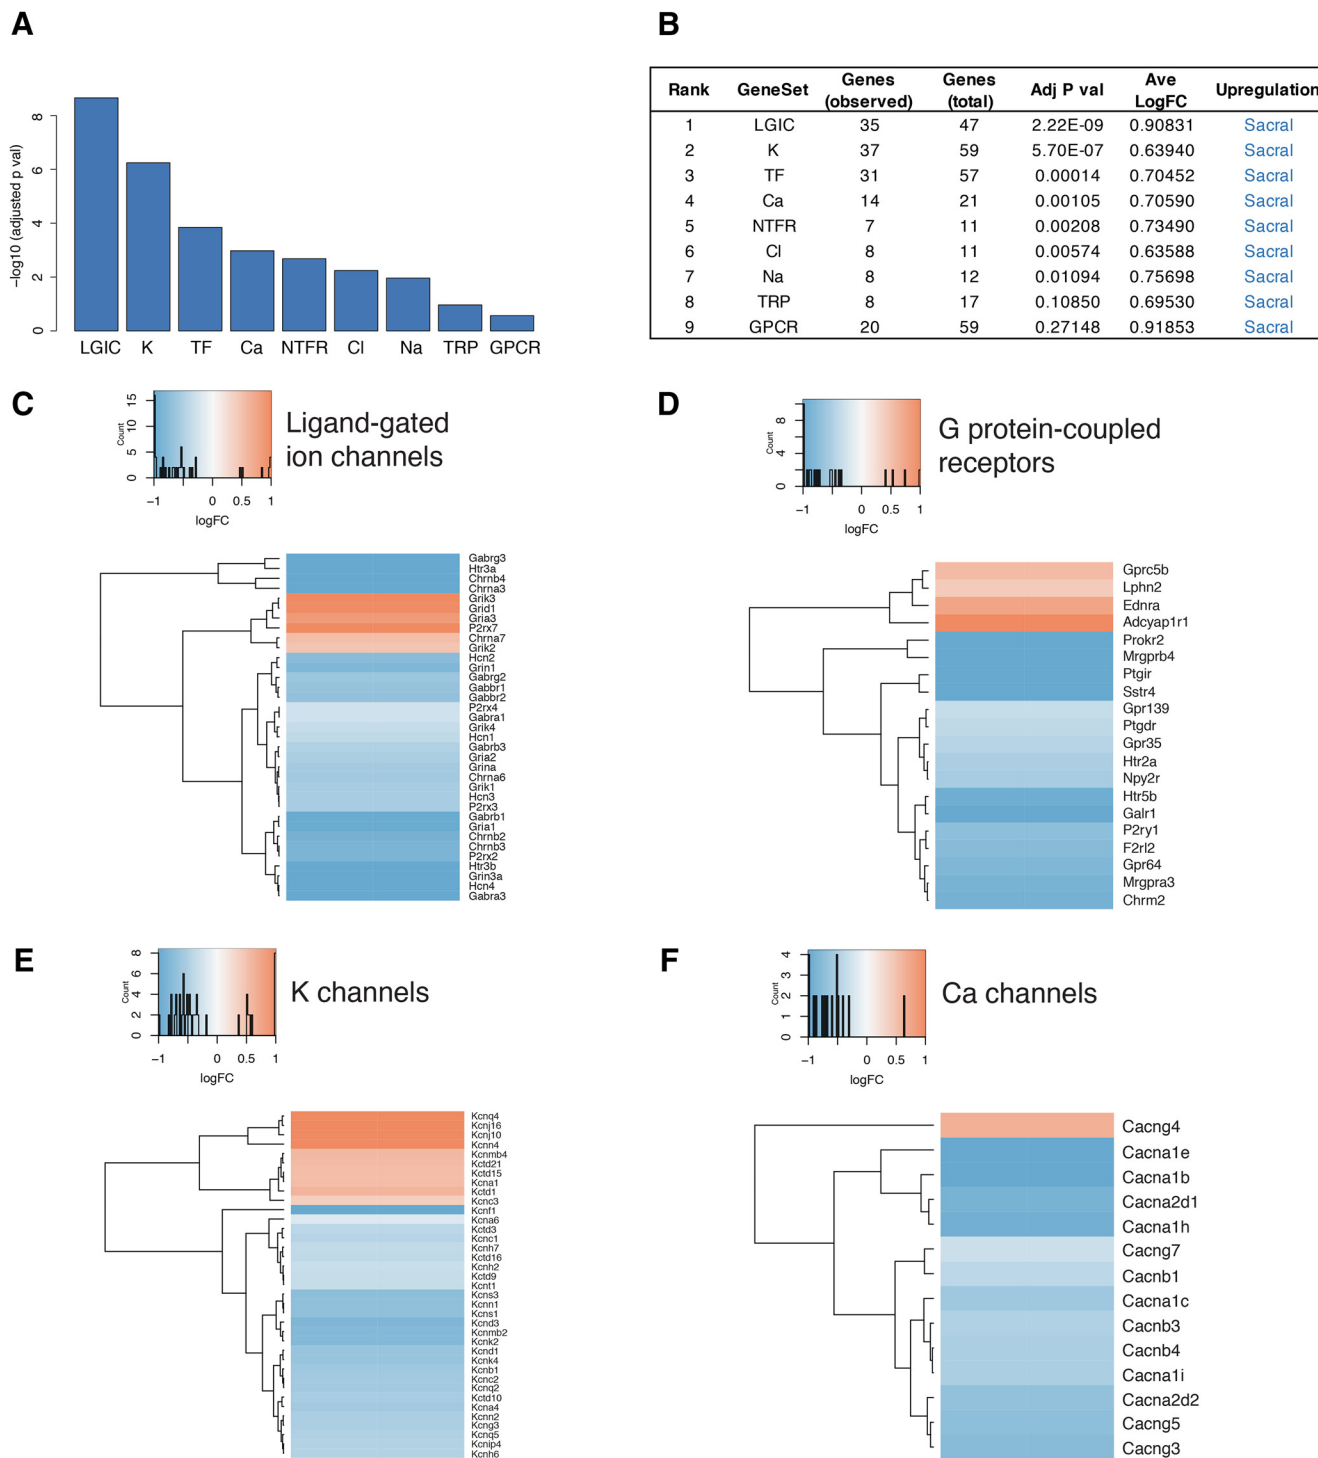 A
B
−log10 (adjusted p val)
8
6
4
2
0
LGIC K TF Ca NTFR Cl Na TRP GPCR
Rank GeneSet Genes (observed) Genes (total) Adj P val Ave LogFC Upregulation
1 LGIC 35 47 2.22E-09 0.90831 Sacral
2 K 37 59 5.70E-07 0.63940 Sacral
3 TF 31 57 0.00014 0.70452 Sacral
4 Ca 14 21 0.00105 0.70590 Sacral
5 NTFR 7 11 0.00208 0.73490 Sacral
6 Cl 8 11 0.00574 0.63588 Sacral
7 Na 8 12 0.01094 0.75698 Sacral
8 TRP 8 17 0.10850 0.69530 Sacral
9 GPCR 20 59 0.27148 0.91853 Sacral
C
Count
15
10
5
0
−1 0 0.5 1
logFC
Ligand-gated
ion channels
Gabrg3
Htr3a
Chrnb4
Chrna3
Grik3
Grid1
Gria3
P2rx7
Chrna7
Grik2
Hcn2
Grin1
Gabrg2
Gabbr1
Gabbr2
P2rx4
Gabra1
Grik4
Hcn1
Gabrb3
Gria2
Grina
Chrna6
Grik1
Hcn3
P2rx3
Gabrb1
Gria1
Chrnb2
Chrnb3
P2rx2
Htr3b
Grin3a
Hcn4
Gabra3
D
Count
8
4
0
−1 0 0.5 1
logFC
G protein-coupled
receptors
Gprc5b
Lphn2
Ednra
Adcyap1r1
Prokr2
Mrgprb4
Ptgir
Sstr4
Gpr139
Ptgdr
Gpr35
Htr2a
Npy2r
Htr5b
Galr1
P2ry1
F2rl2
Gpr64
Mrgpra3
Chrm2
E
Count
8
6
4
2
0
−1 0 0.5 1
logFC
K channels
Kcnq4
Kcnj16
Kcnj10
Kcnn4
Kcnmb4
Kctd21
Kctd15
Kcna1
Kctd1
Kcnc3
Kcnf1
Kcna6
Kctd3
Kcnc1
Kcnh7
Kctd16
Kcnh2
Kctd9
Kcnt1
Kcns3
Kcnn1
Kcns1
Kcnd3
Kcnmb2
Kcnk2
Kcnd1
Kcnk4
Kcnb1
Kcnc2
Kcnq2
Kctd10
Kcna4
Kcnn2
Kcng3
Kcnq5
Kcnip4
Kcnh6
F
Count
4
3
2
1
0
−1 0 0.5 1
logFC
Ca channels
Cacng4
Cacna1e
Cacna1b
Cacna2d1
Cacna1h
Cacng7
Cacnb1
Cacna1c
Cacnb3
Cacnb4
Cacna1i
Cacna2d2
Cacng5
Cacng3